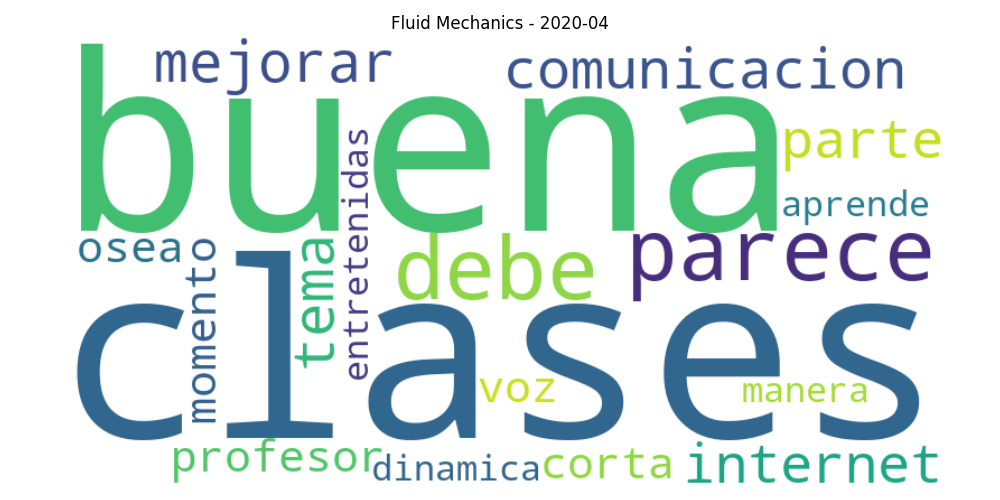 Fluid Mechanics - 2020-04
mejorar
comunicacion
buena
parte
entretenidas
aprende
osea
momento
tema
debe
parece
clases
voz
manera
profesor
dinamica
corta
internet